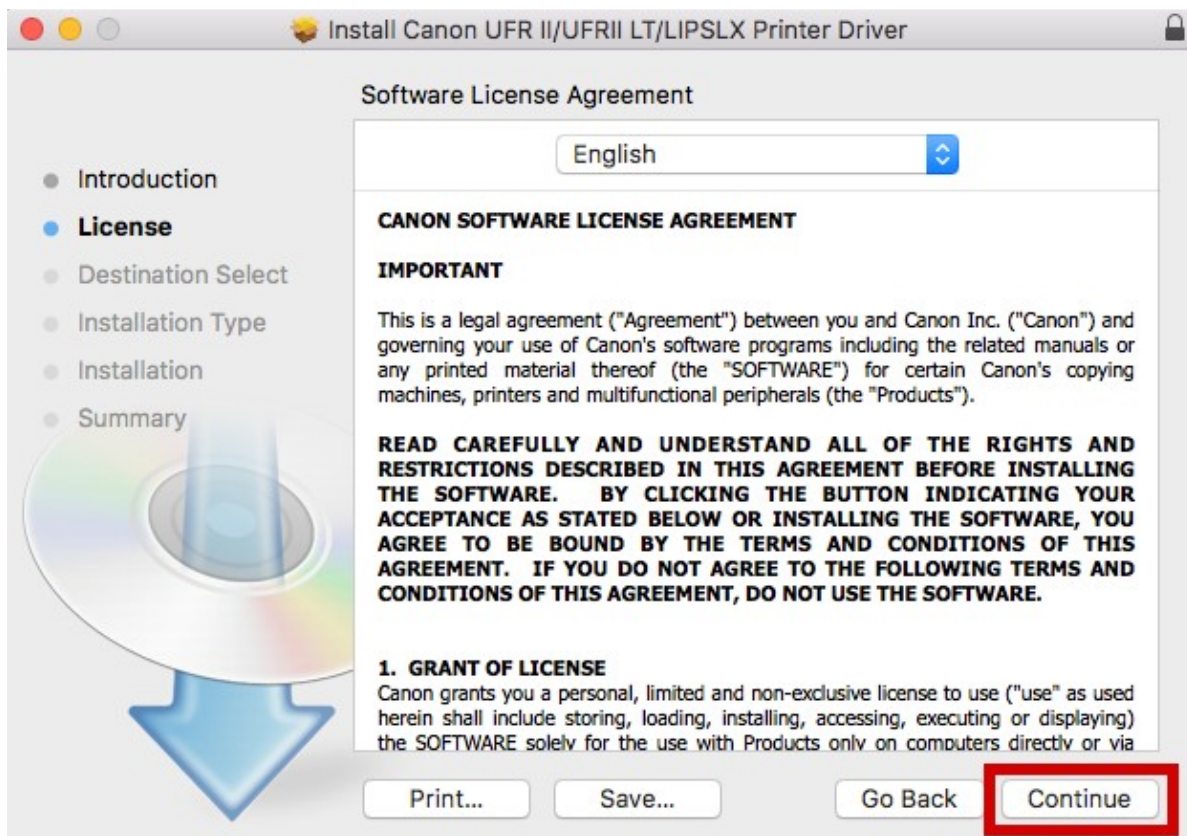 Install Canon UFR II/UFRII LT/LIPSLX Printer Driver
Software License Agreement
English
Introduction
License
Destination Select
Installation Type
Installation
Summary
CANON SOFTWARE LICENSE AGREEMENT
IMPORTANT
This is a legal agreement ("Agreement") between you and Canon Inc. ("Canon") and
governing your use of Canon's software programs including the related manuals or
any printed material thereof (the "SOFTWARE") for certain Canon's copying
machines, printers and multifunctional peripherals (the "Products").
READ CAREFULLY AND UNDERSTAND ALL OF THE RIGHTS AND
RESTRICTIONS DESCRIBED IN THIS AGREEMENT BEFORE INSTALLING
THE SOFTWARE. BY CLICKING THE BUTTON INDICATING YOUR
ACCEPTANCE AS STATED BELOW OR INSTALLING THE SOFTWARE, YOU
AGREE TO BE BOUND BY THE TERMS AND CONDITIONS OF THIS
AGREEMENT. IF YOU DO NOT AGREE TO THE FOLLOWING TERMS AND
CONDITIONS OF THIS AGREEMENT, DO NOT USE THE SOFTWARE.
1. GRANT OF LICENSE
Canon grants you a personal, limited and non-exclusive license to use ("use" as used
herein shall include storing, loading, installing, accessing, executing or displaying)
the SOFTWARE solely for the use with Products only on computers directly or via
Print...
Save...
Go Back
Continue